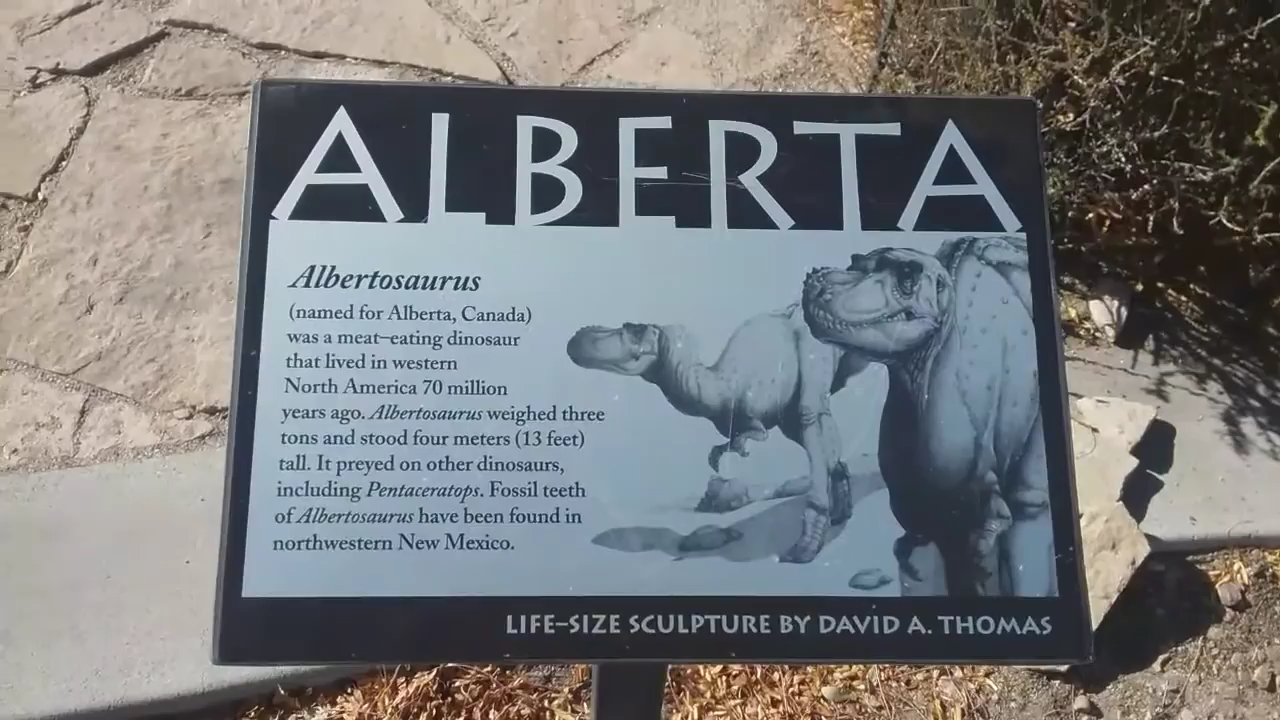 ALBERTA
Albertosaurus
(named for Alberta, Canada)
was a meat-eating dinosaur
that lived in western
North America 70 million
years ago. Albertosaurus weighed three
tons and stood four meters (13 feet)
tall. It preyed on other dinosaurs,
including Pentaceratops. Fossil teeth
of Albertosaurus have been found in
northwestern New Mexico.
LIFE-SIZE SCULPTURE BY DAVID A. THOMAS